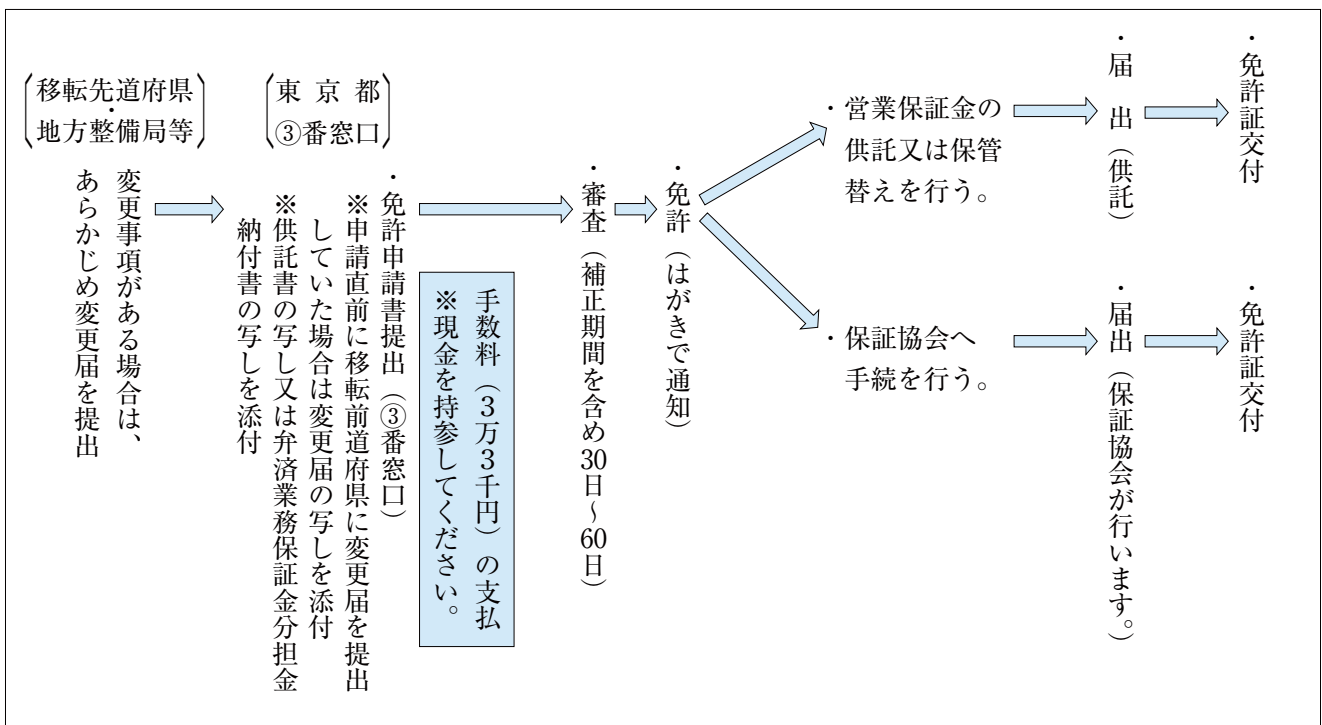 （移転先道府県・
地方整備局等）
変更事項がある場合は、
あらかじめ変更届を提出
（東京都
③番窓口）
・免許申請書提出（③番窓口）
※申請直前に移転前道府県に変更届を提出
していた場合は変更届の写しを添付
※供託書の写し又は弁済業務保証金分担金
納付書の写しを添付
手数料（３万３千円）の支払
※現金を持参してください。
・審査（補正期間を含め30日～60日）
・免許（はがきで通知）
・営業保証金の
供託又は保管
替えを行う。
・届出（供託）
・免許証交付
・保証協会へ
手続を行う。
・届出（保証協会が行います。）
・免許証交付